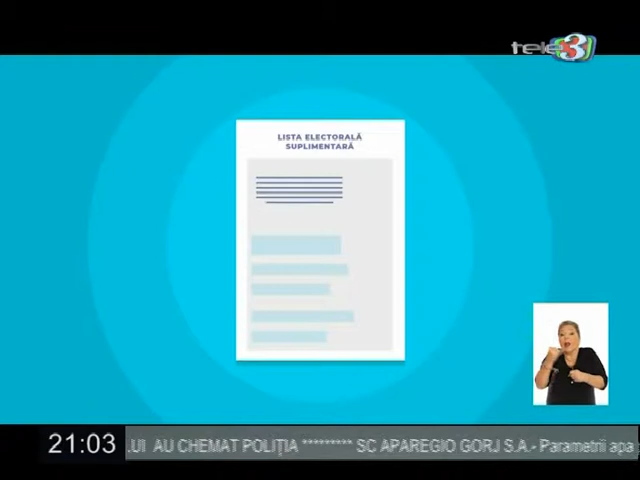 tele3
LISTA ELECTORALĂ
SUPLIMENTARĂ
21:03
.UI AU CHEMAT POLIȚIA ********* SC APAREGIO GORJ S.A.- Parametrii apa